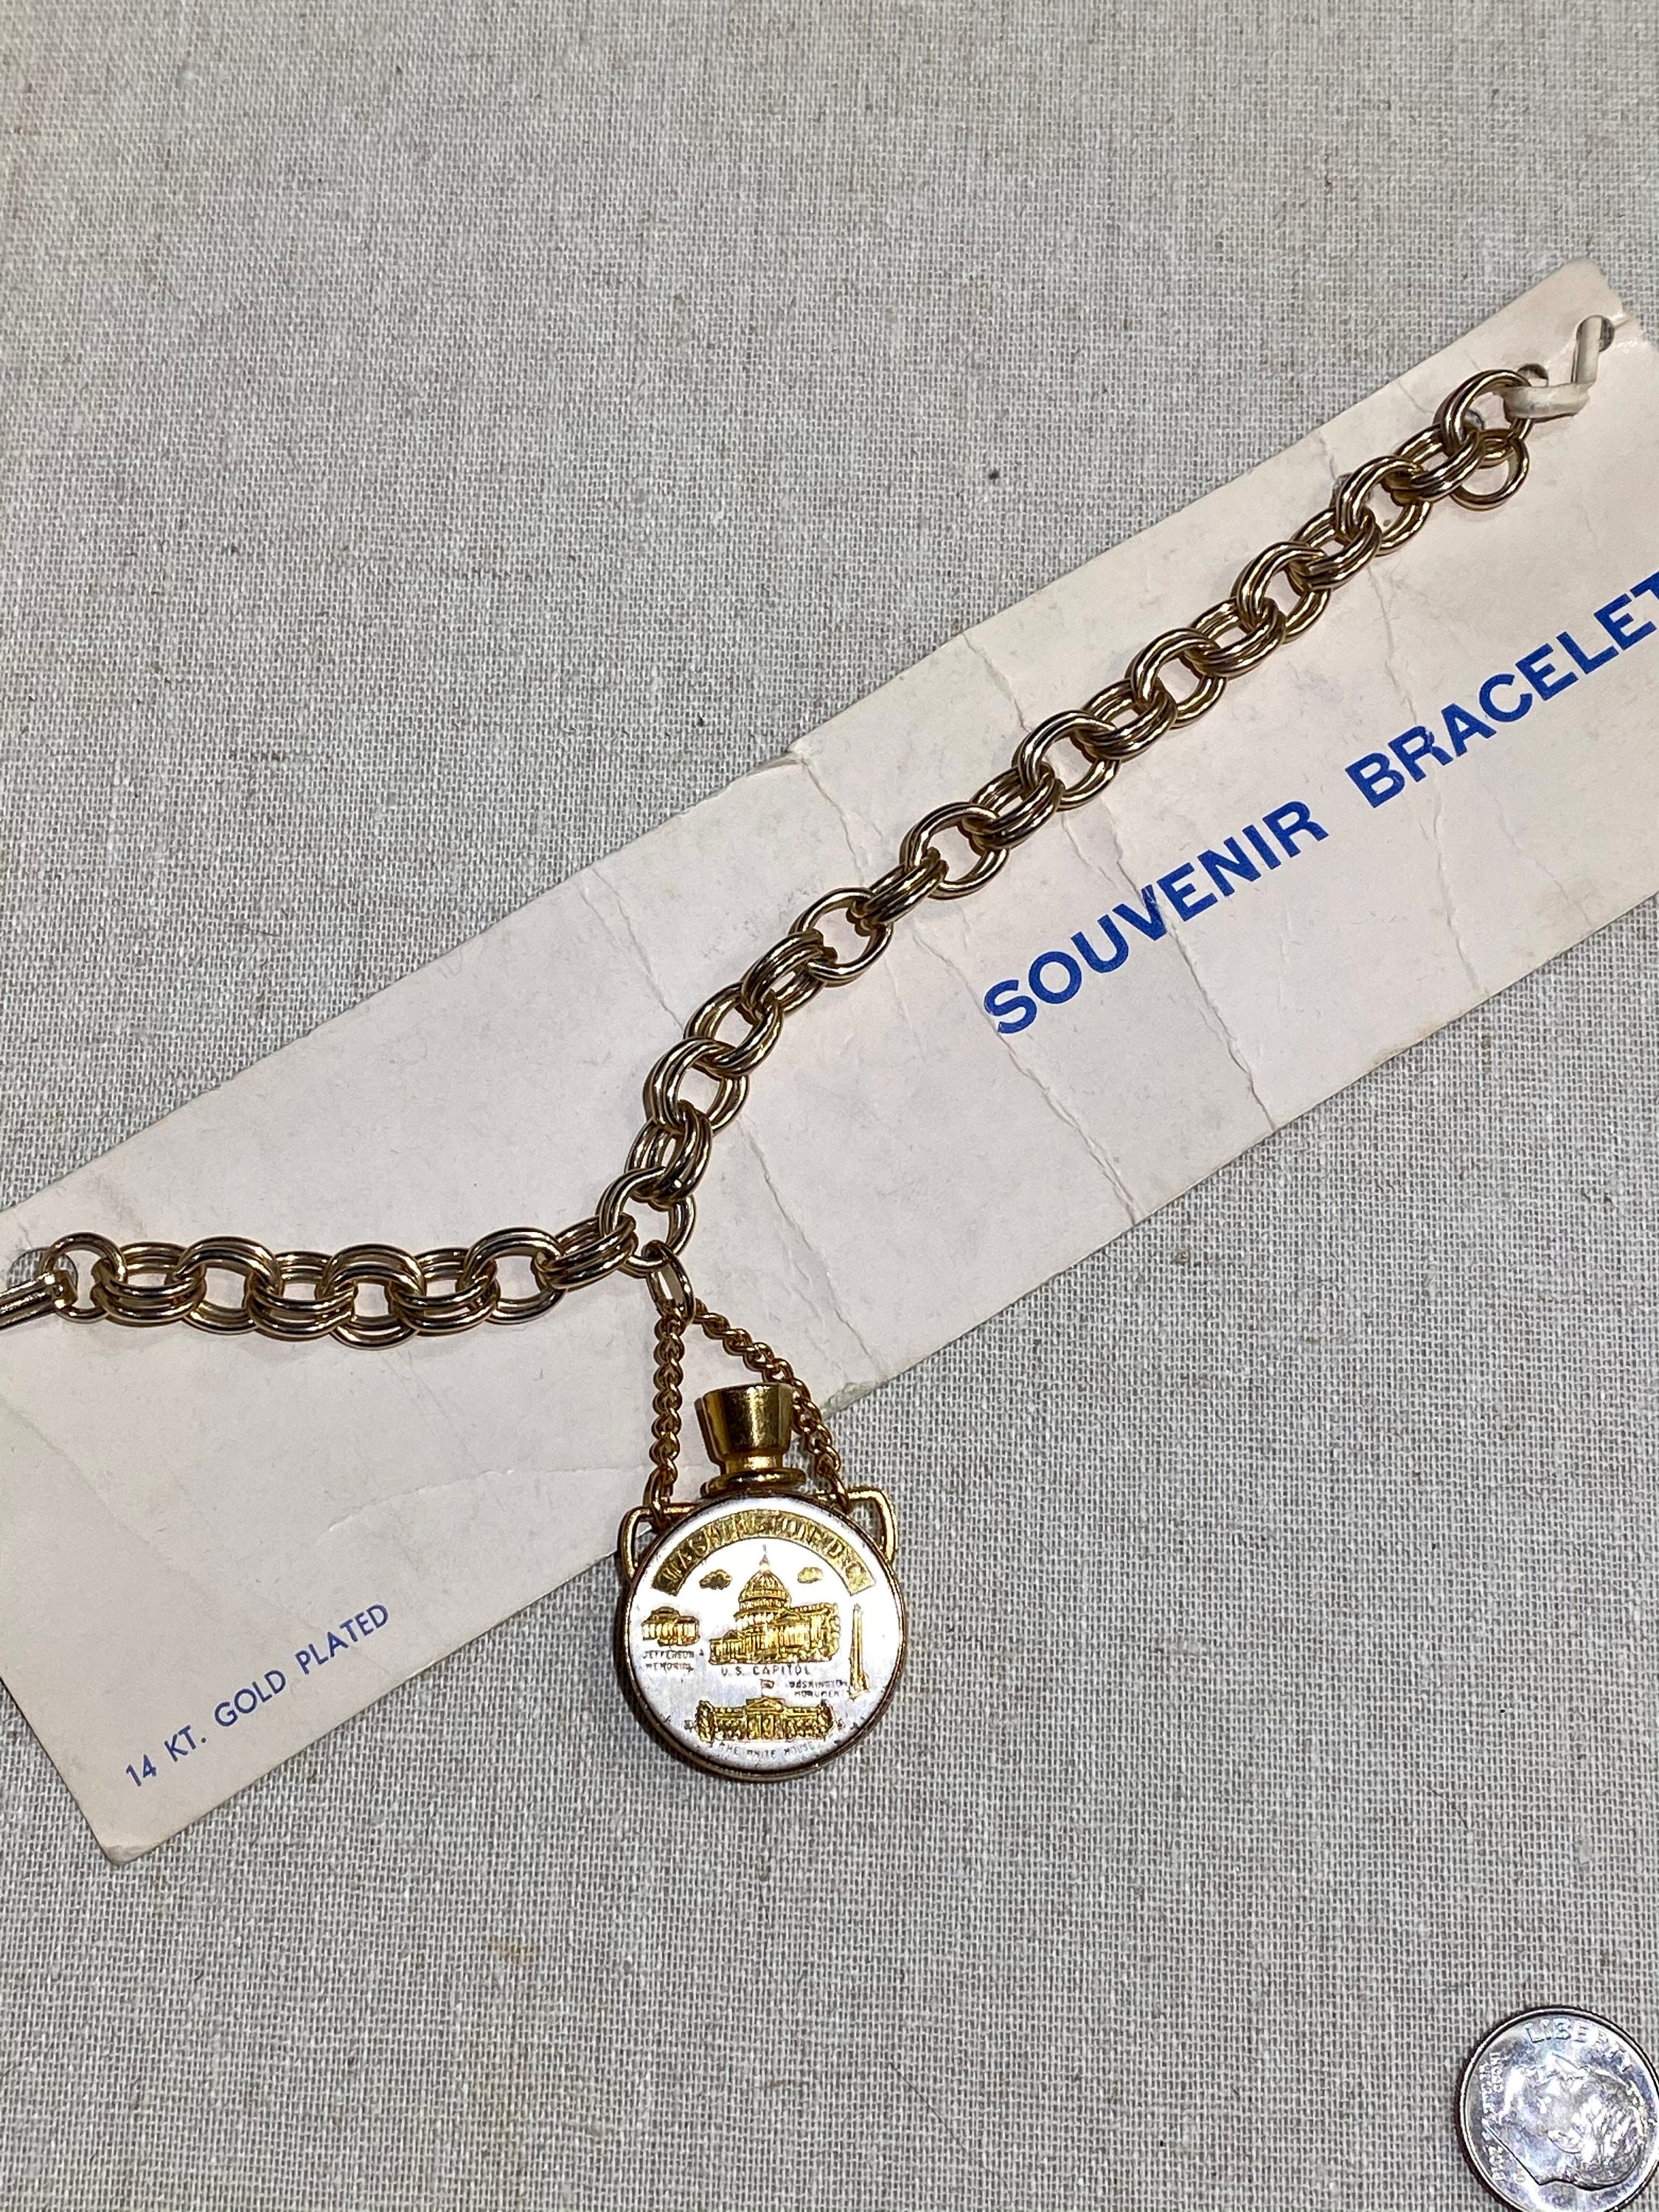 SOUVENIR BRACELET
14 KT. GOLD PLATED
WASHINGTON, D.C.
JEFFERSON
MEMORIAL
U.S. CAPITOL
WASHINGTON
MONUMENT
THE WHITE HOUSE
LIBERTY